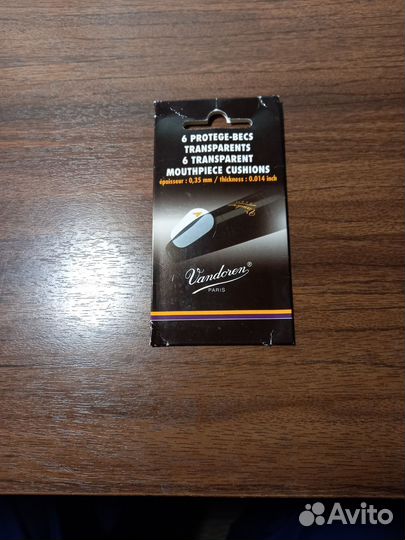 6 PROTEGE-BECS
TRANSPARENTS
6 TRANSPARENT
MOUTHPIECE CUSHIONS
épaisseur : 0,35 mm / thickness : 0.014 inch
Vandoren
Vandoren®
PARIS
Avito